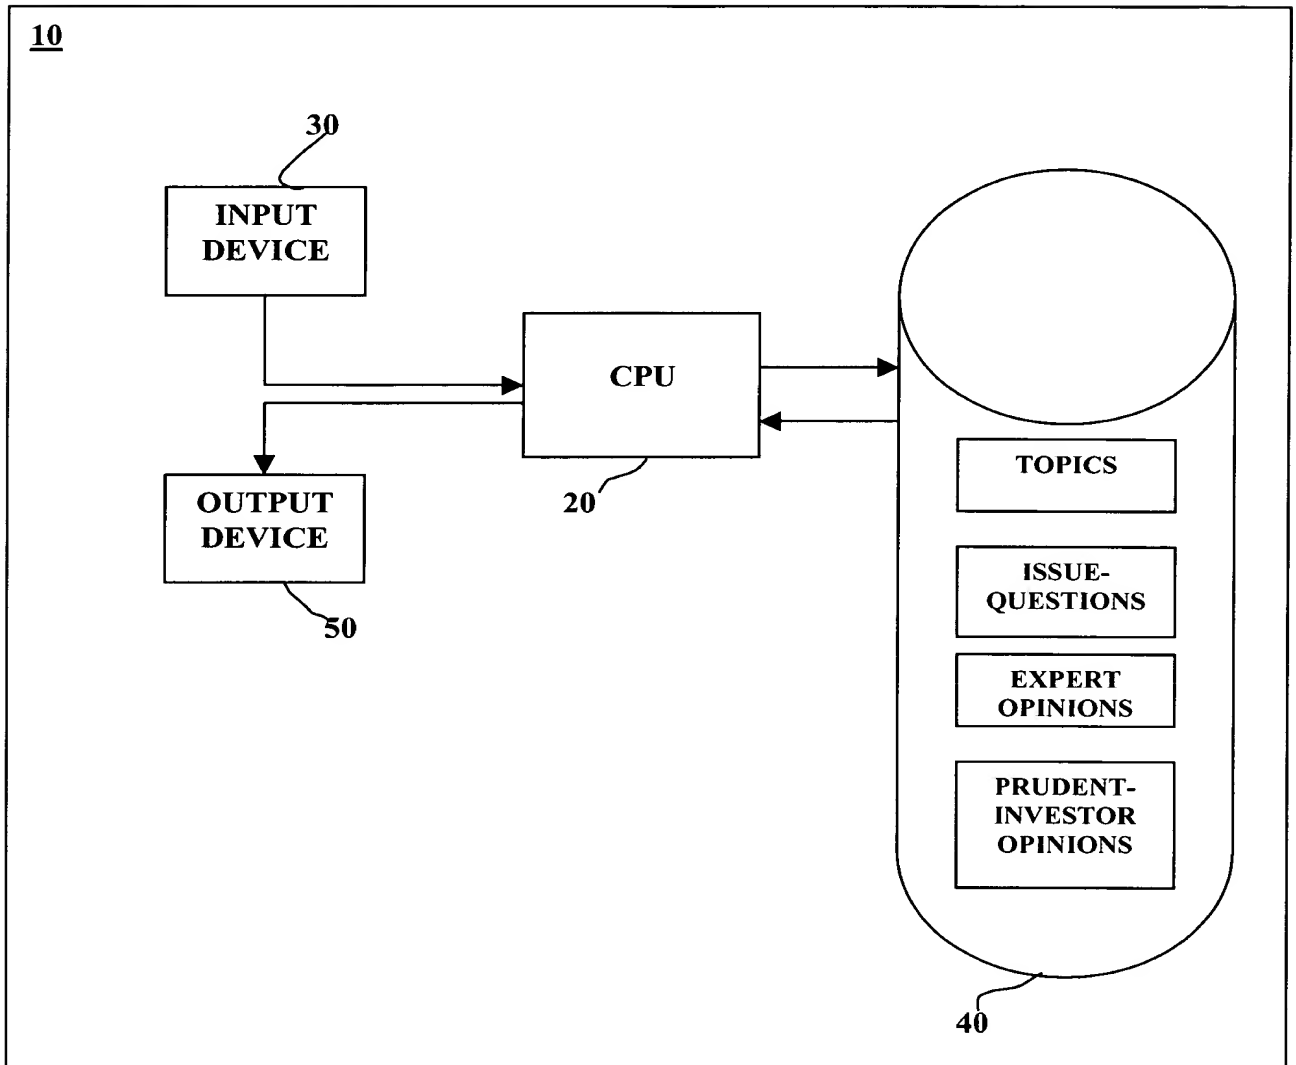 10
30
INPUT
DEVICE
CPU
20
OUTPUT
DEVICE
50
TOPICS
ISSUE-
QUESTIONS
EXPERT
OPINIONS
PRUDENT-
INVESTOR
OPINIONS
40